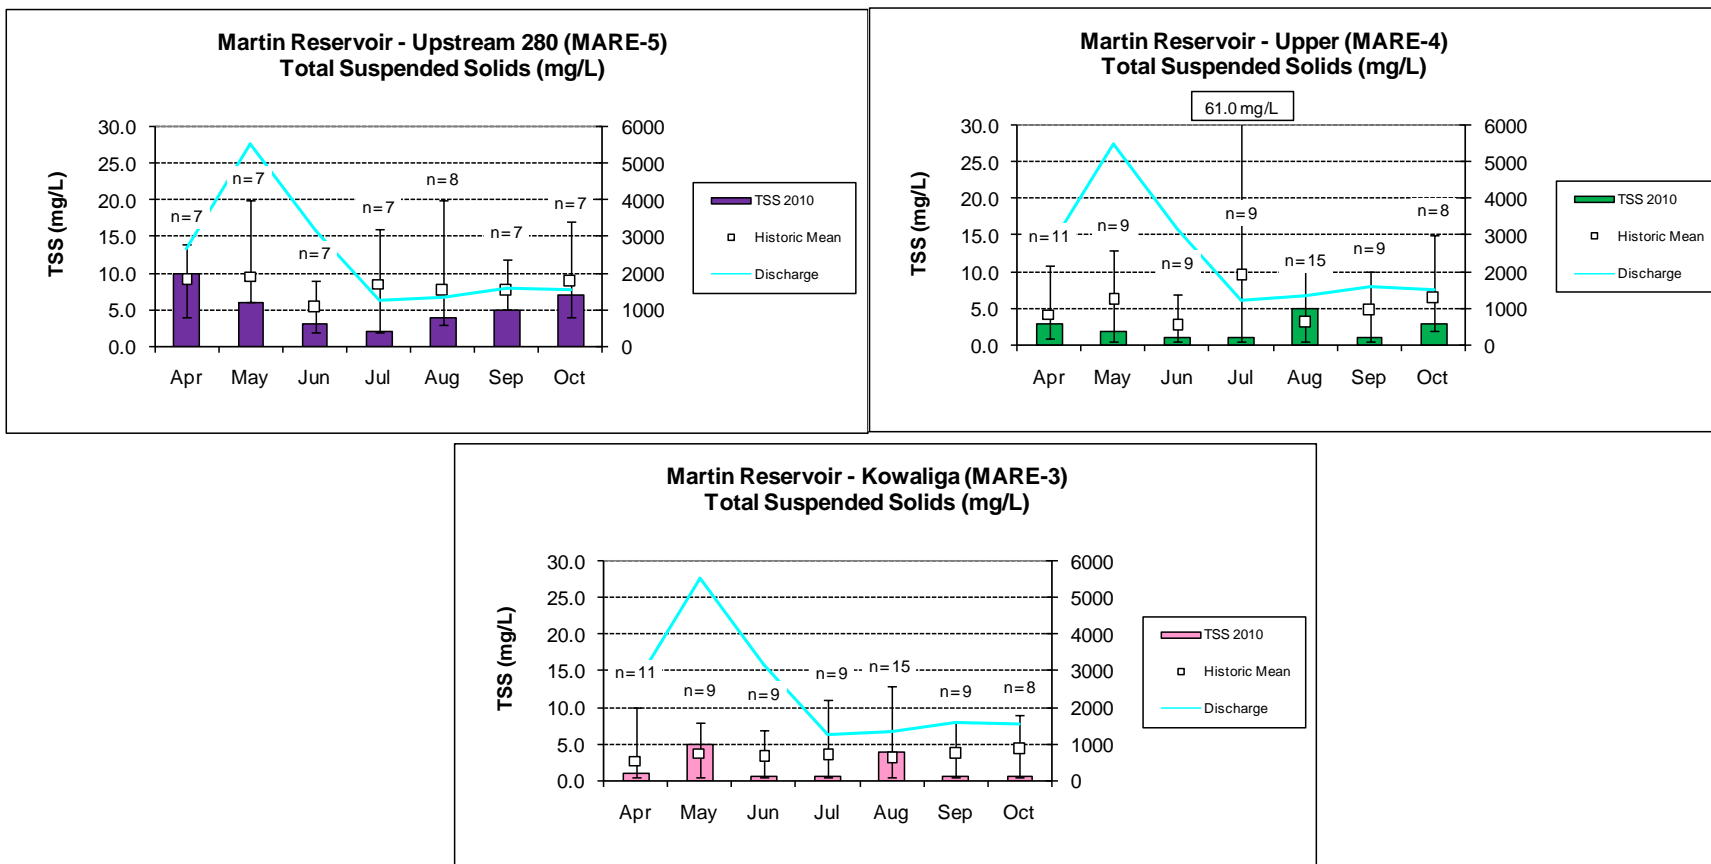 Martin Reservoir - Upstream 280 (MARE-5)
Total Suspended Solids (mg/L)
TSS (mg/L)
30.0
25.0
20.0
15.0
10.0
5.0
0.0
6000
5000
4000
3000
2000
1000
0
n=7
n=7
n=7
n=7
n=8
n=7
n=7
Apr May Jun Jul Aug Sep Oct
TSS 2010
Historic Mean
Discharge
Martin Reservoir - Upper (MARE-4)
Total Suspended Solids (mg/L)
61.0 mg/L
TSS (mg/L)
30.0
25.0
20.0
15.0
10.0
5.0
0.0
6000
5000
4000
3000
2000
1000
0
n=11
n=9
n=9
n=9
n=15
n=9
n=8
Apr May Jun Jul Aug Sep Oct
TSS 2010
Historic Mean
Discharge
Martin Reservoir - Kowaliga (MARE-3)
Total Suspended Solids (mg/L)
TSS (mg/L)
30.0
25.0
20.0
15.0
10.0
5.0
0.0
6000
5000
4000
3000
2000
1000
0
n=11
n=9
n=9
n=9
n=15
n=9
n=8
Apr May Jun Jul Aug Sep Oct
TSS 2010
Historic Mean
Discharge